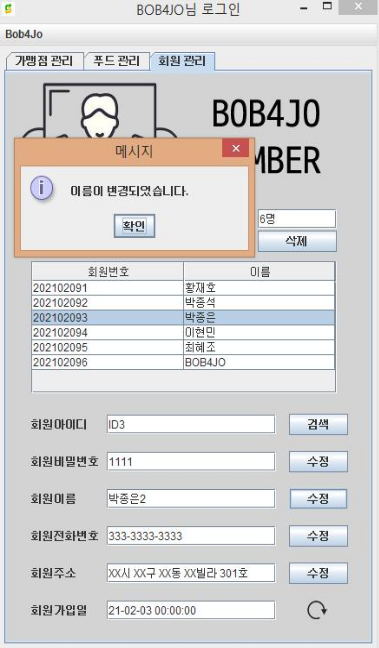 BOB4JO님 로그인
Bob4Jo
가맹점 관리 푸드 관리 회원 관리
BOB4JO
MBER
메시지
이름이 변경되었습니다.
확인
6명
삭제
회원번호 이름
202102091 황재호
202102092 박종석
202102093 박종은
202102094 이현민
202102095 최혜조
202102096 BOB4JO
회원아이디 ID3 검색
회원비밀번호 1111 수정
회원이름 박종은2 수정
회원전화번호 333-3333-3333 수정
회원주소 XX시 XX구 XX동 XX빌라 301호 수정
회원가입일 21-02-03 00:00:00